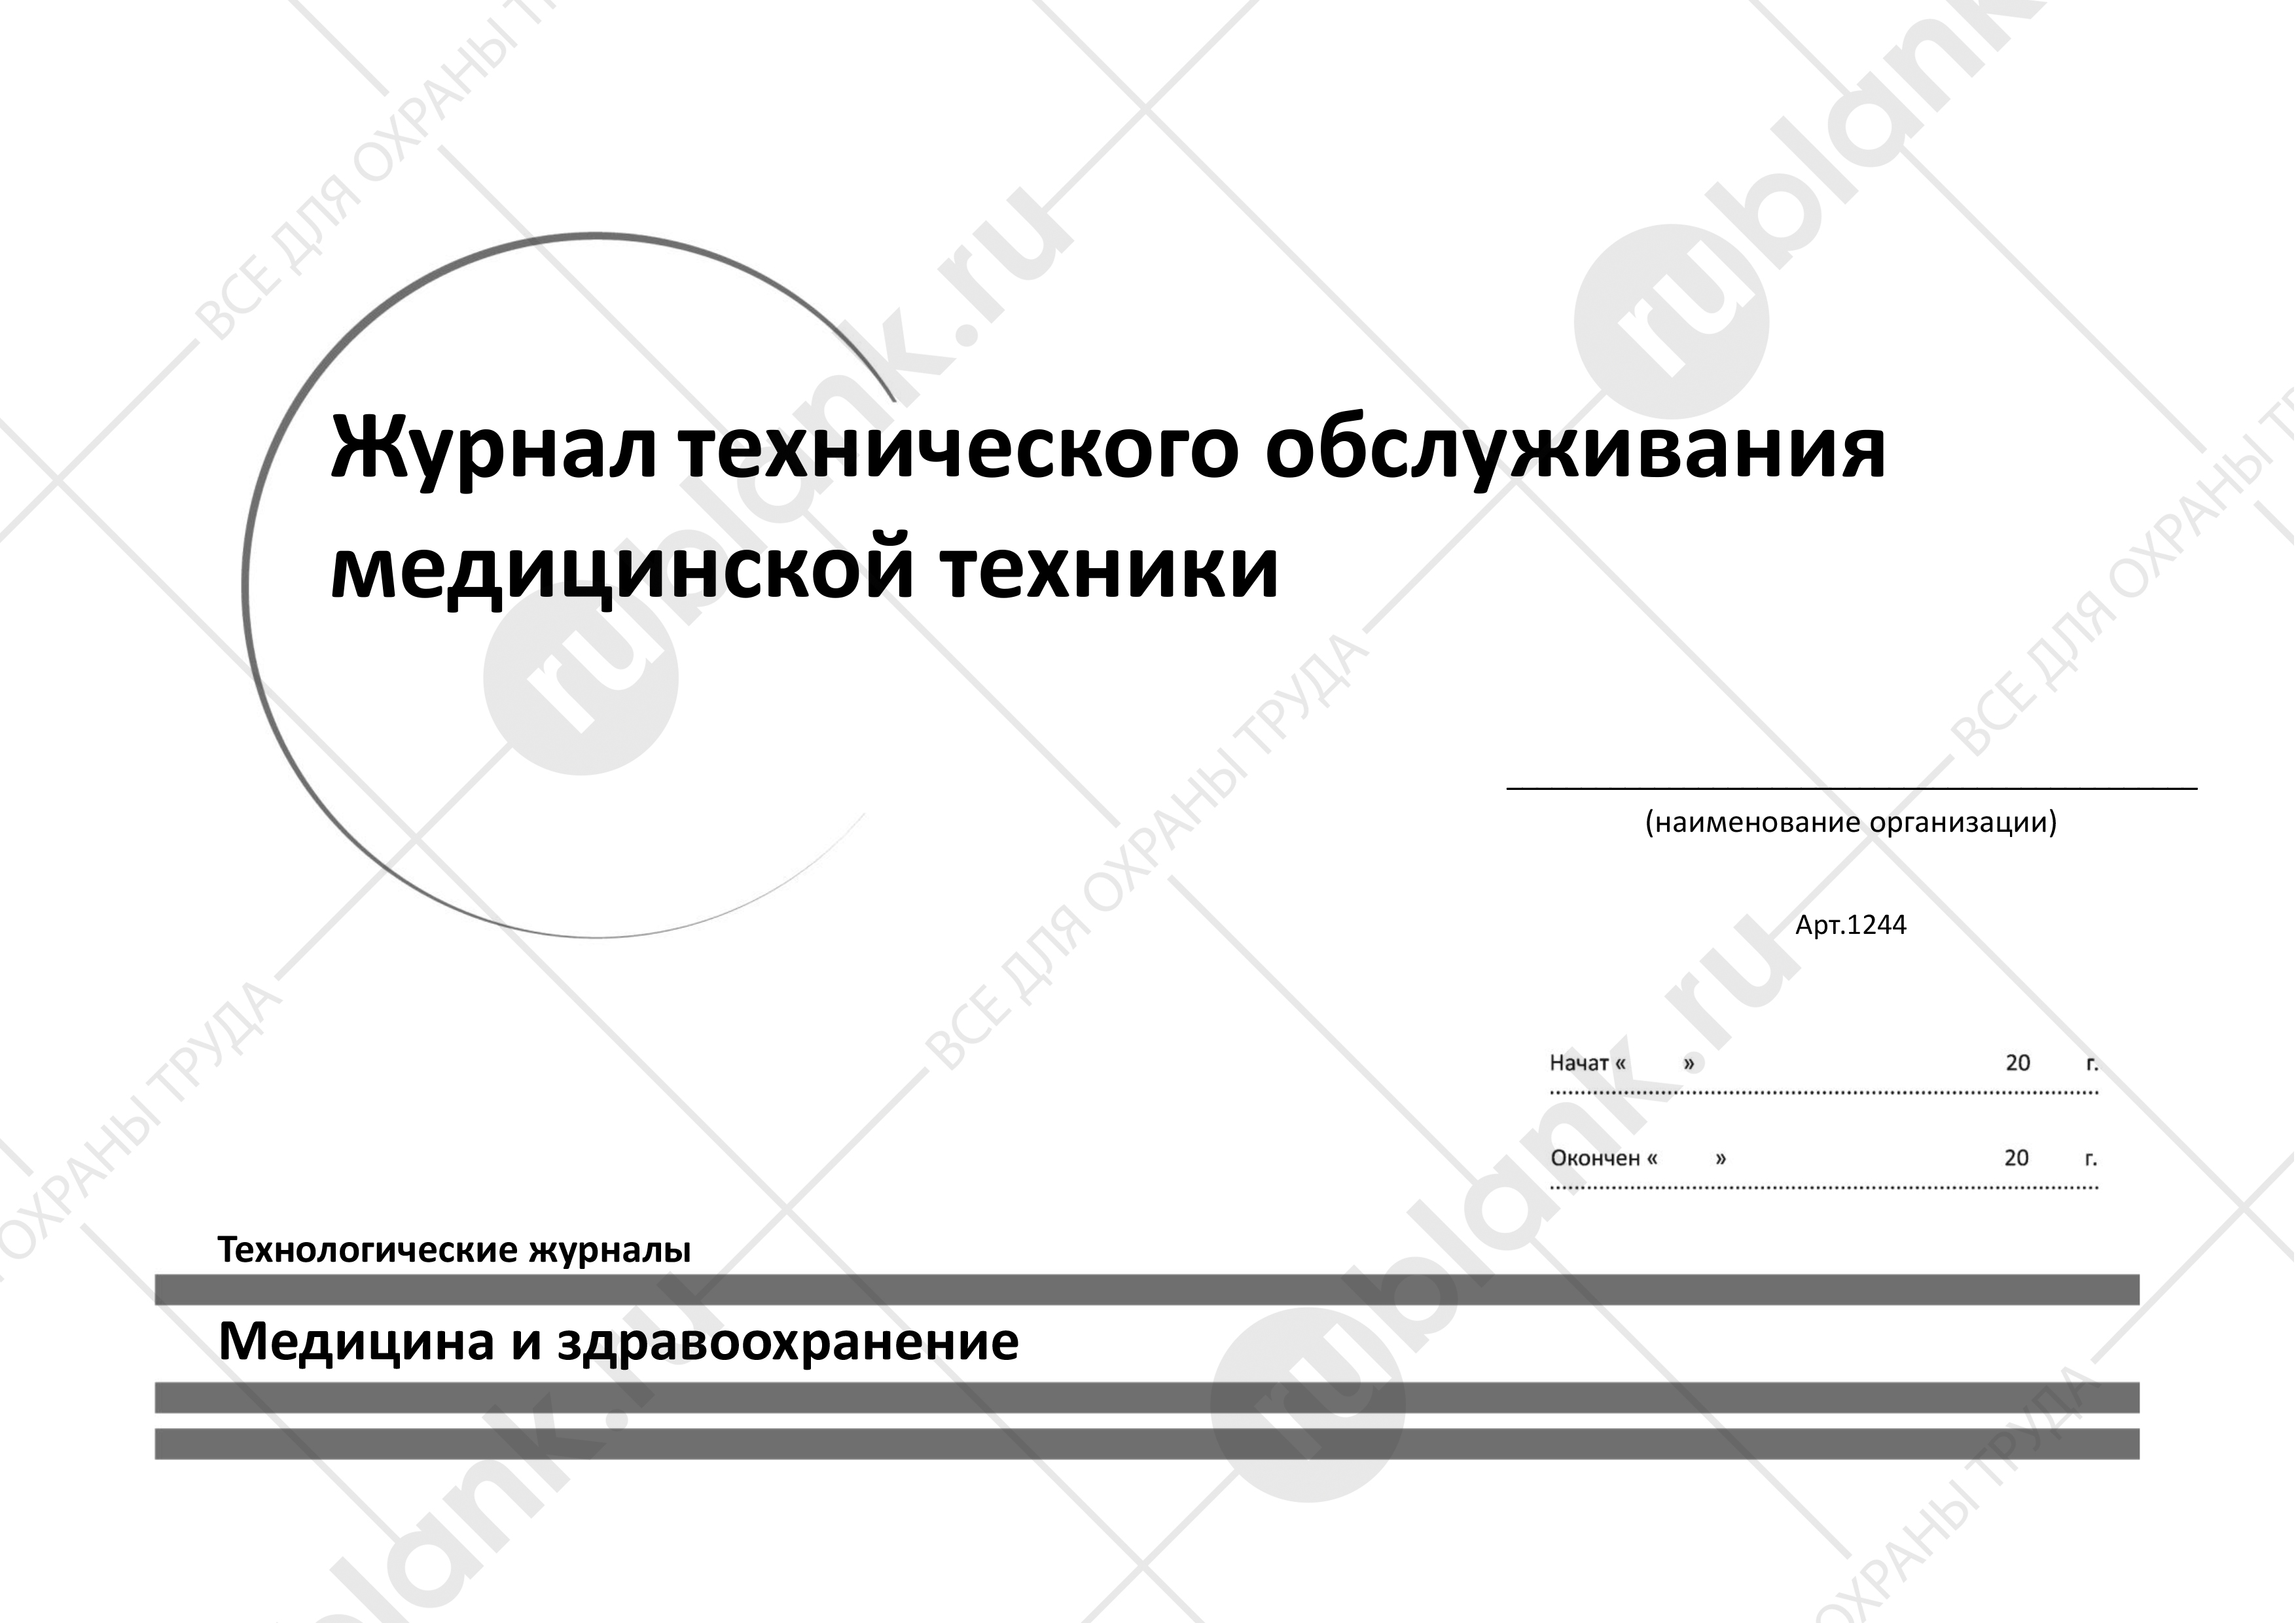 Журнал технического обслуживания
медицинской техники
(наименование организации)
Арт.1244
Начат « » 20 г.
Окончен « » 20 г.
Технологические журналы
Медицина и здравоохранение
rublank.ru
ВСЕ ДЛЯ ОХРАНЫ ТРУДА